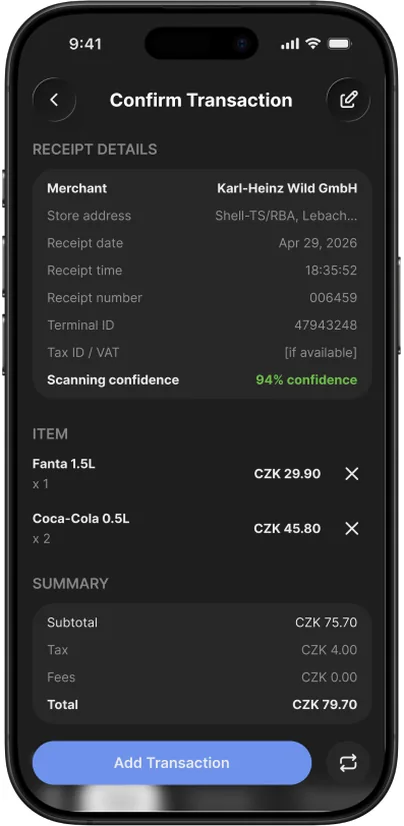 9:41
Confirm Transaction
RECEIPT DETAILS
Merchant Karl-Heinz Wild GmbH
Store address Shell-TS/RBA, Lebach...
Receipt date Apr 29, 2026
Receipt time 18:35:52
Receipt number 006459
Terminal ID 47943248
Tax ID / VAT [if available]
Scanning confidence 94% confidence
ITEM
Fanta 1.5L
x 1 CZK 29.90
Coca-Cola 0.5L
x 2 CZK 45.80
SUMMARY
Subtotal CZK 75.70
Tax CZK 4.00
Fees CZK 0.00
Total CZK 79.70
Add Transaction